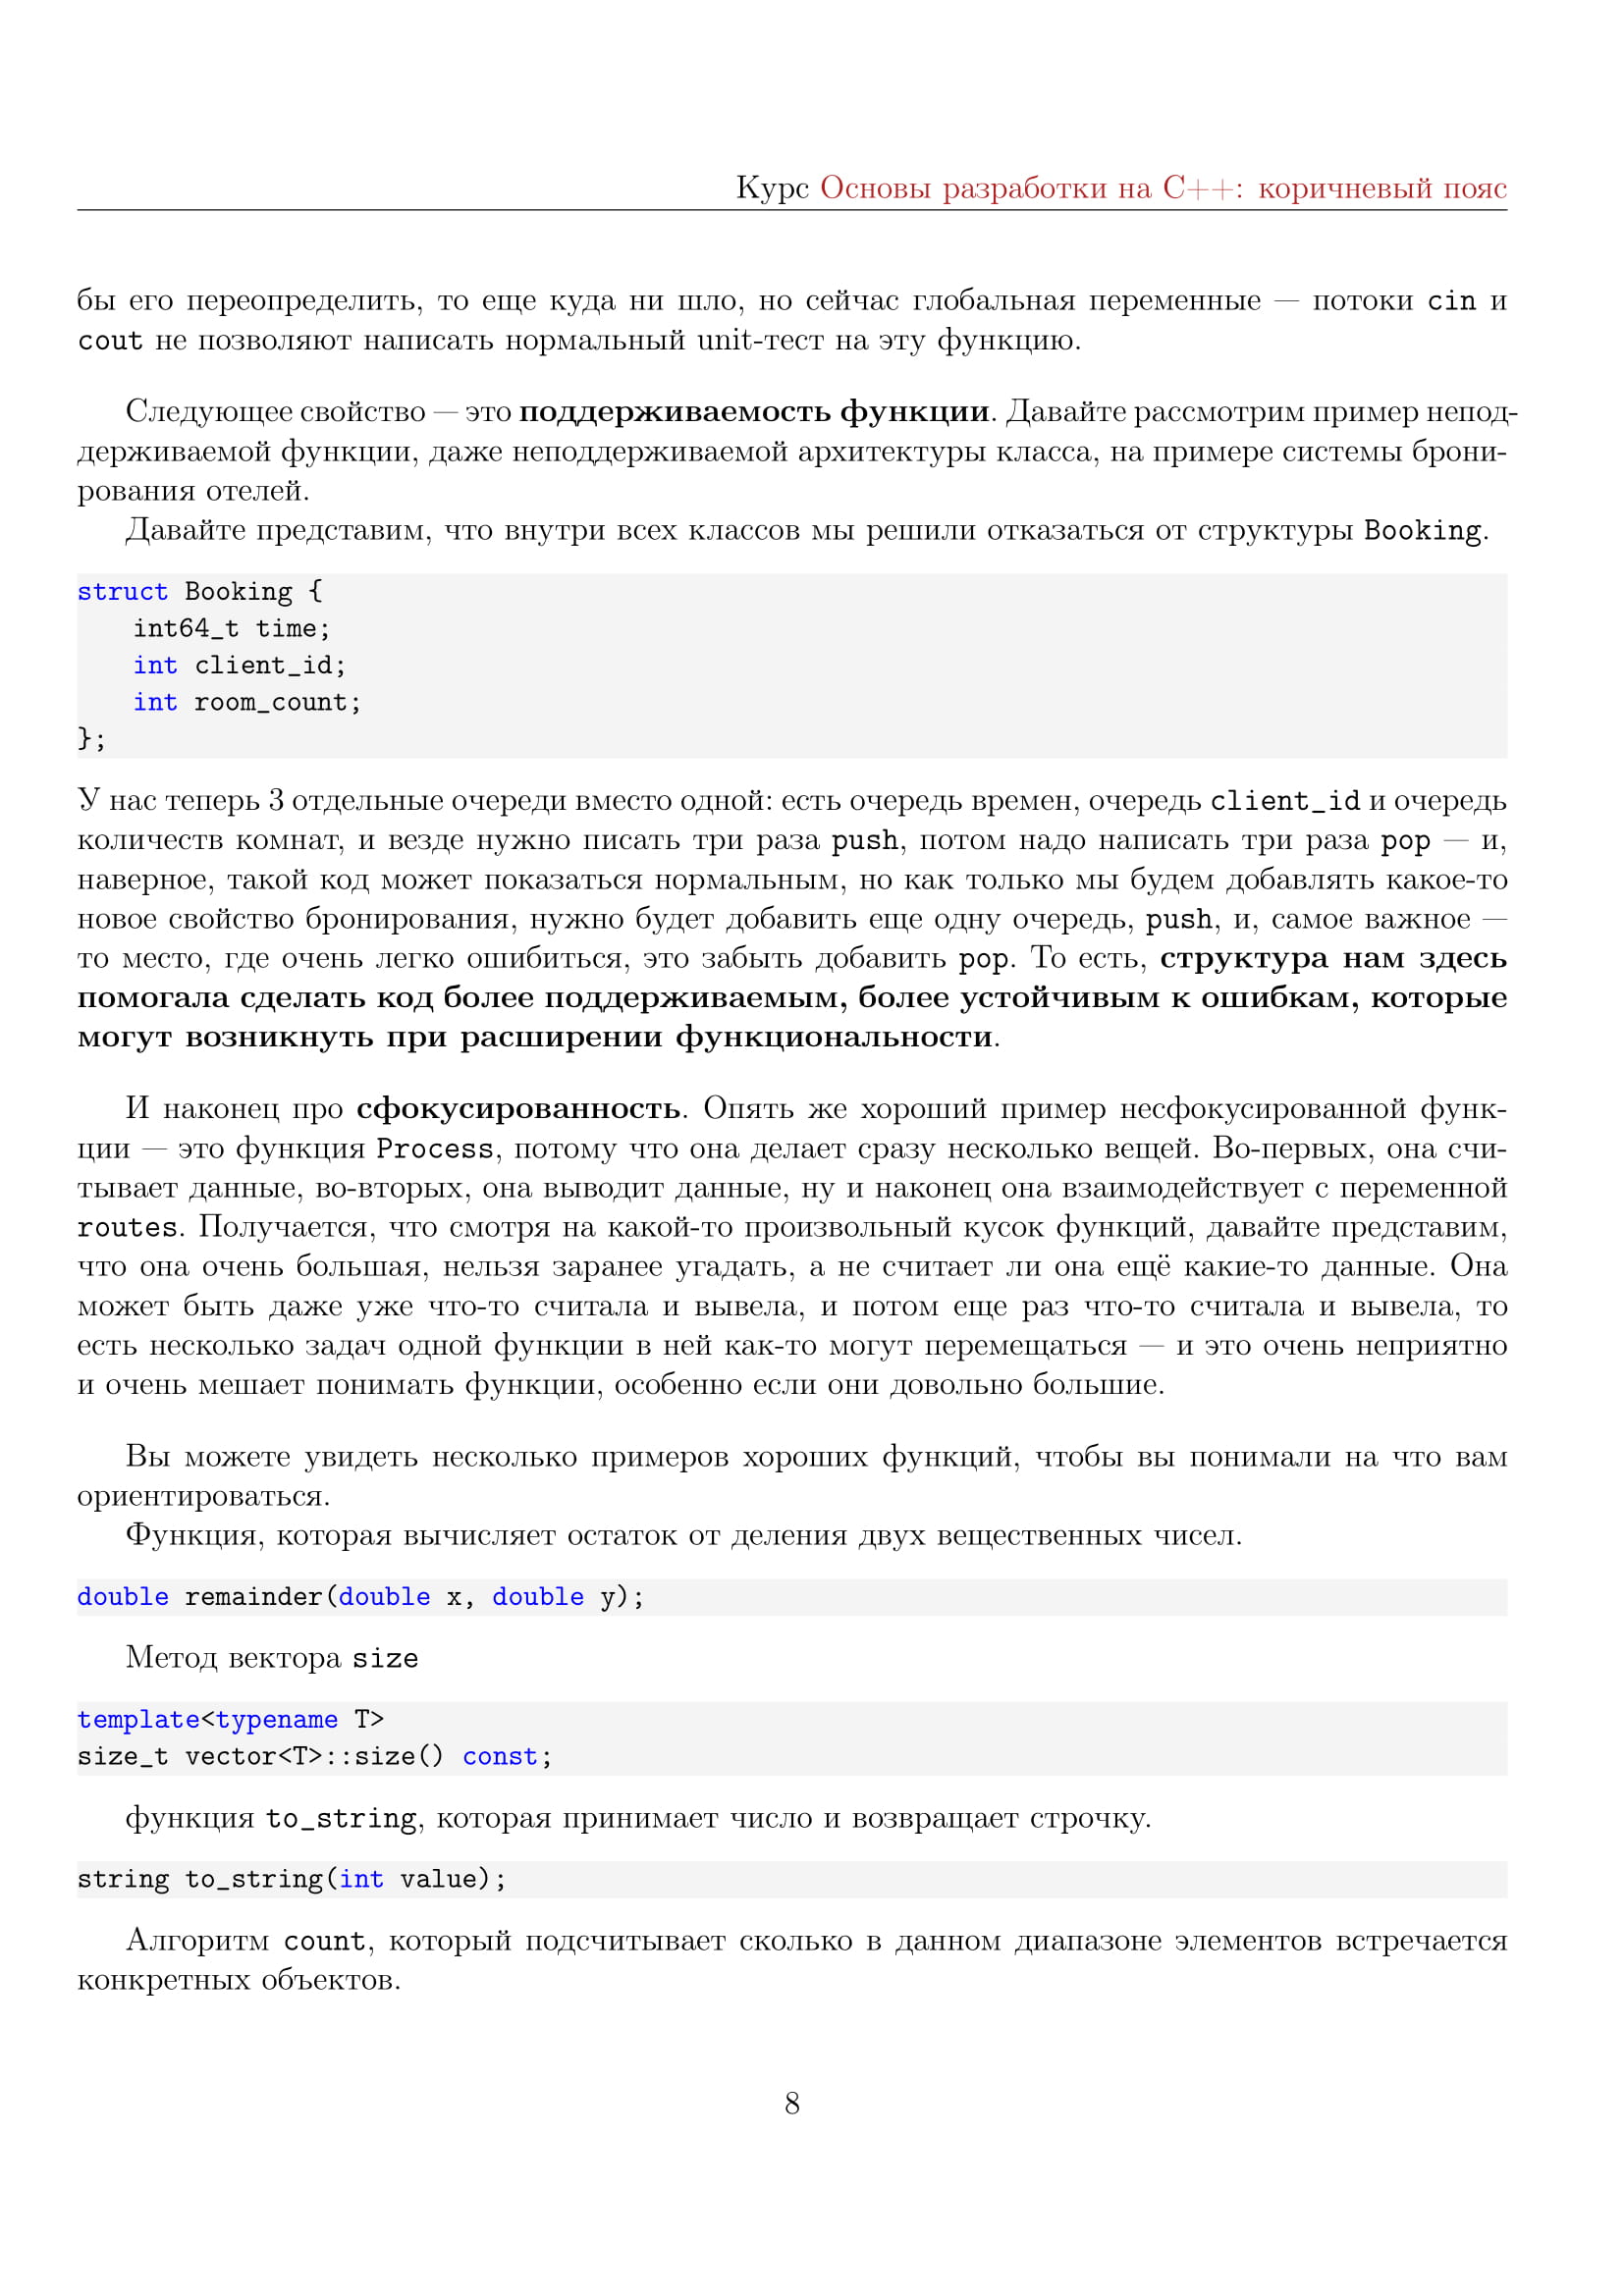 Курс Основы разработки на C++: коричневый пояс
бы его переопределить, то еще куда ни шло, но сейчас глобальная переменные — потоки cin и
cout не позволяют написать нормальный unit-тест на эту функцию.
Следующее свойство — это поддерживаемость функции. Давайте рассмотрим пример непод-
держиваемой функции, даже неподдерживаемой архитектуры класса, на примере системы брони-
рования отелей.
Давайте представим, что внутри всех классов мы решили отказаться от структуры Booking.
struct Booking {
    int64_t time;
    int client_id;
    int room_count;
};
У нас теперь 3 отдельные очереди вместо одной: есть очередь времен, очередь client_id и очередь
количеств комнат, и везде нужно писать три раза push, потом надо написать три раза pop — и,
наверное, такой код может показаться нормальным, но как только мы будем добавлять какое-то
новое свойство бронирования, нужно будет добавить еще одну очередь, push, и, самое важное —
то место, где очень легко ошибиться, это забыть добавить pop. То есть, структура нам здесь
помогала сделать код более поддерживаемым, более устойчивым к ошибкам, которые
могут возникнуть при расширении функциональности.
И наконец про сфокусированность. Опять же хороший пример несфокусированной функ-
ции — это функция Process, потому что она делает сразу несколько вещей. Во-первых, она счи-
тывает данные, во-вторых, она выводит данные, ну и наконец она взаимодействует с переменной
routes. Получается, что смотря на какой-то произвольный кусок функций, давайте представим,
что она очень большая, нельзя заранее угадать, а не считает ли она ещё какие-то данные. Она
может быть даже уже что-то считала и вывела, и потом еще раз что-то считала и вывела, то
есть несколько задач одной функции в ней как-то могут перемещаться — и это очень неприятно
и очень мешает понимать функции, особенно если они довольно большие.
Вы можете увидеть несколько примеров хороших функций, чтобы вы понимали на что вам
ориентироваться.
Функция, которая вычисляет остаток от деления двух вещественных чисел.
double remainder(double x, double y);
Метод вектора size
template<typename T>
size_t vector<T>::size() const;
функция to_string, которая принимает число и возвращает строчку.
string to_string(int value);
Алгоритм count, который подсчитывает сколько в данном диапазоне элементов встречается
конкретных объектов.
8